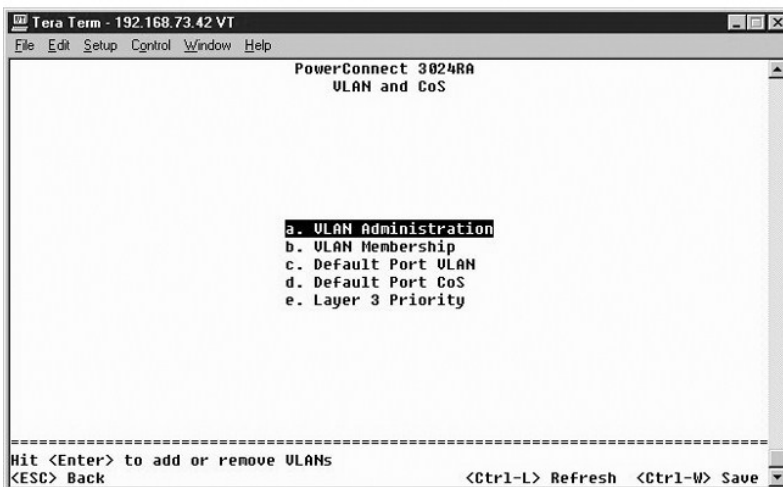 Tera Term - 192.168.73.42 VT
File Edit Setup Control Window Help
PowerConnect 3024RA
VLAN and CoS
a. VLAN Administration
b. VLAN Membership
c. Default Port VLAN
d. Default Port CoS
e. Layer 3 Priority
================================================================================
Hit <Enter> to add or remove VLANs
<ESC> Back <Ctrl-L> Refresh <Ctrl-W> Save